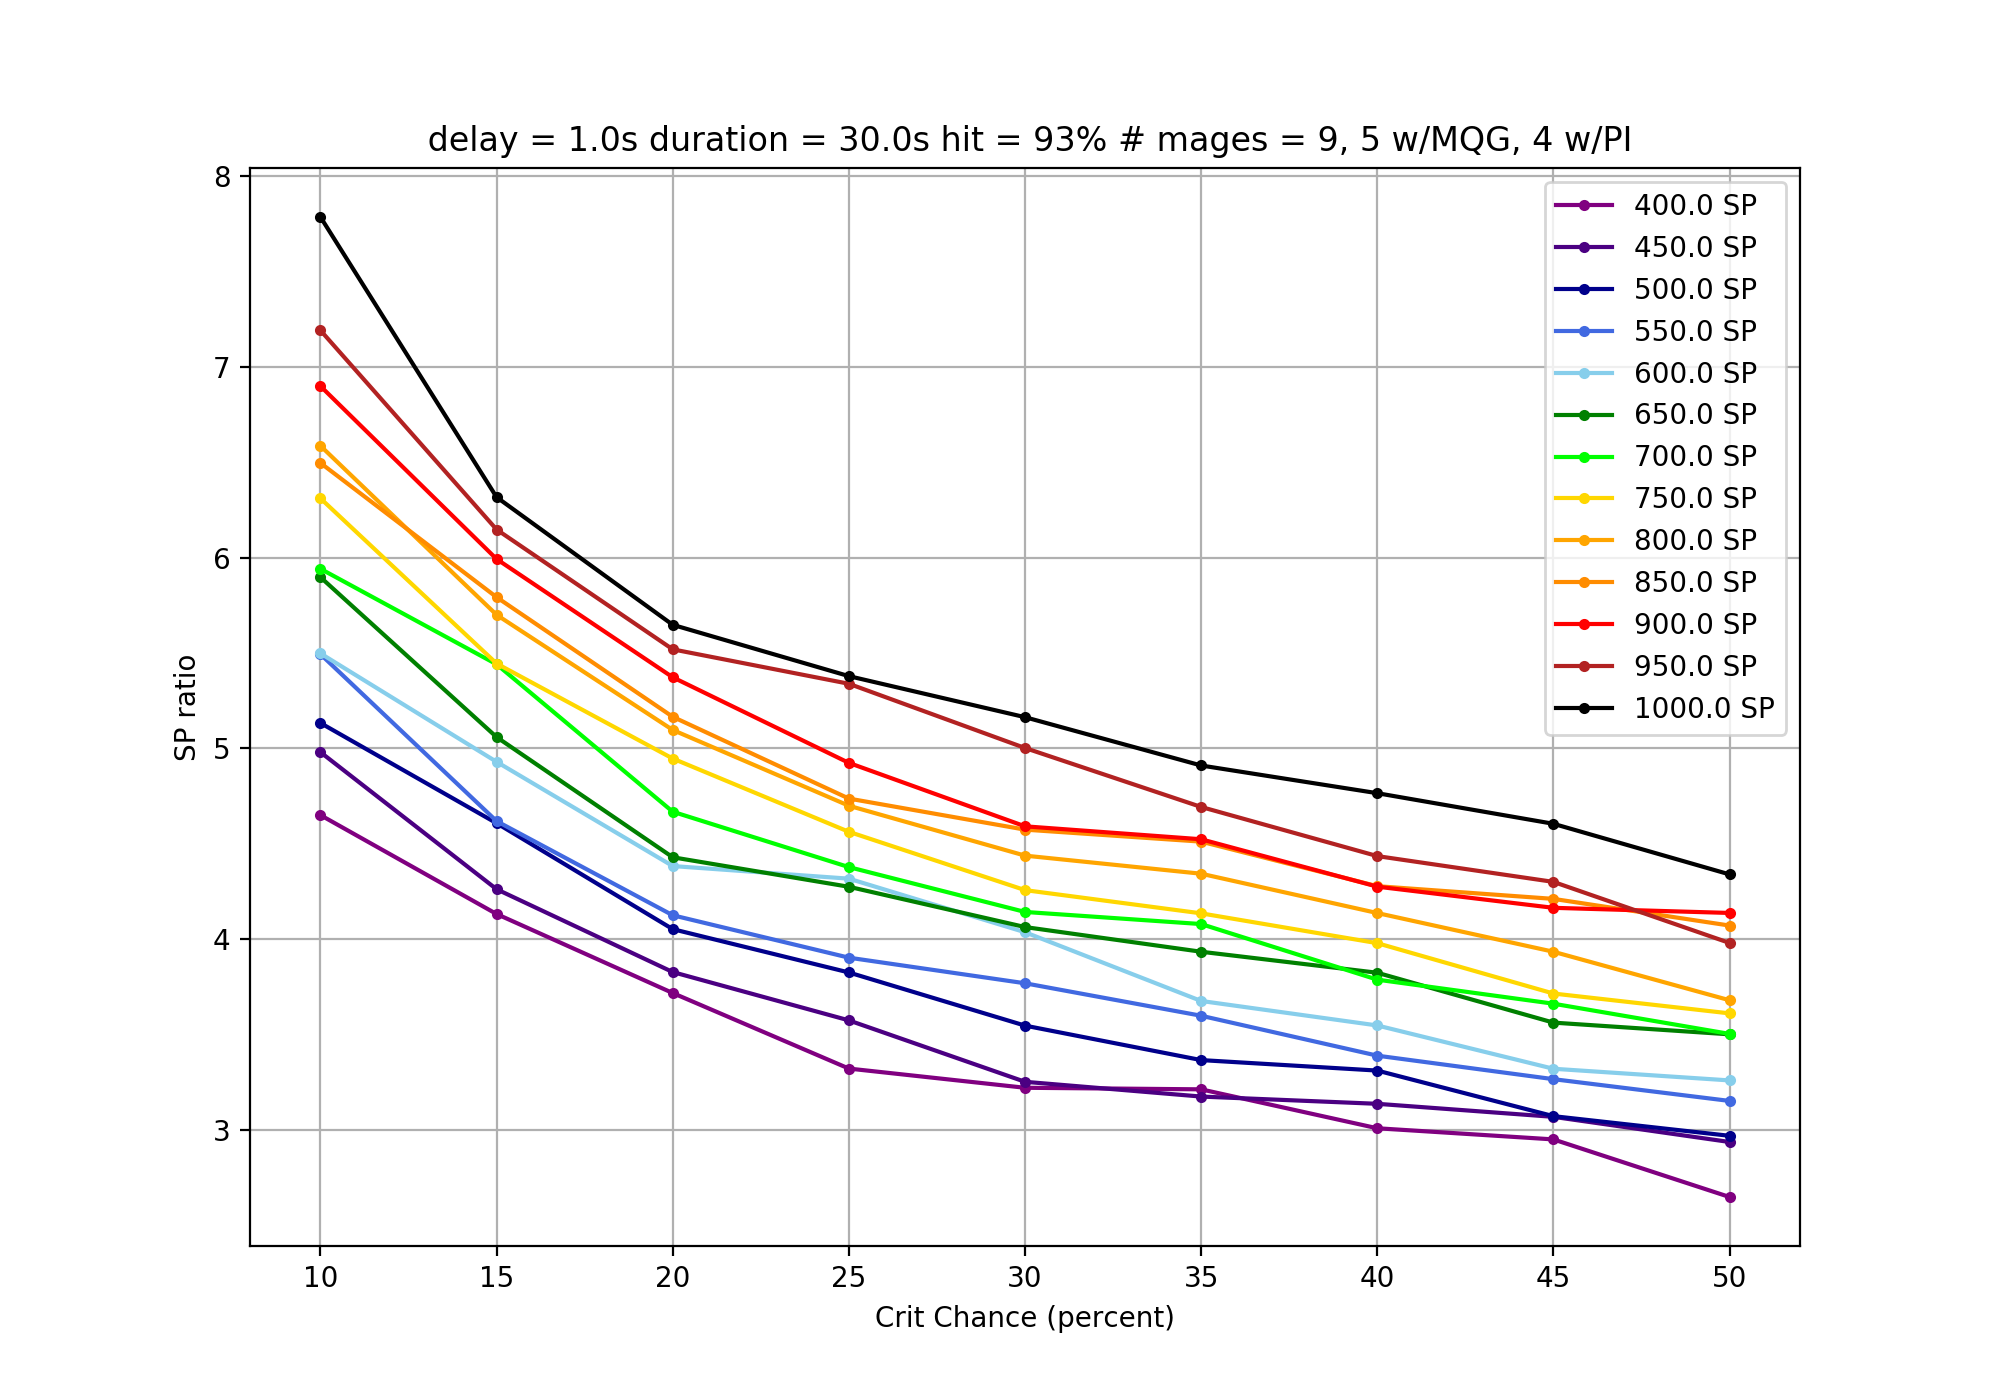 delay = 1.0s duration = 30.0s hit = 93% # mages = 9, 5 w/MQG, 4 w/PI
8
7
6
5
4
3
SP ratio
400.0 SP
450.0 SP
500.0 SP
550.0 SP
600.0 SP
650.0 SP
700.0 SP
750.0 SP
800.0 SP
850.0 SP
900.0 SP
950.0 SP
1000.0 SP
10 15 20 25 30 35 40 45 50
Crit Chance (percent)